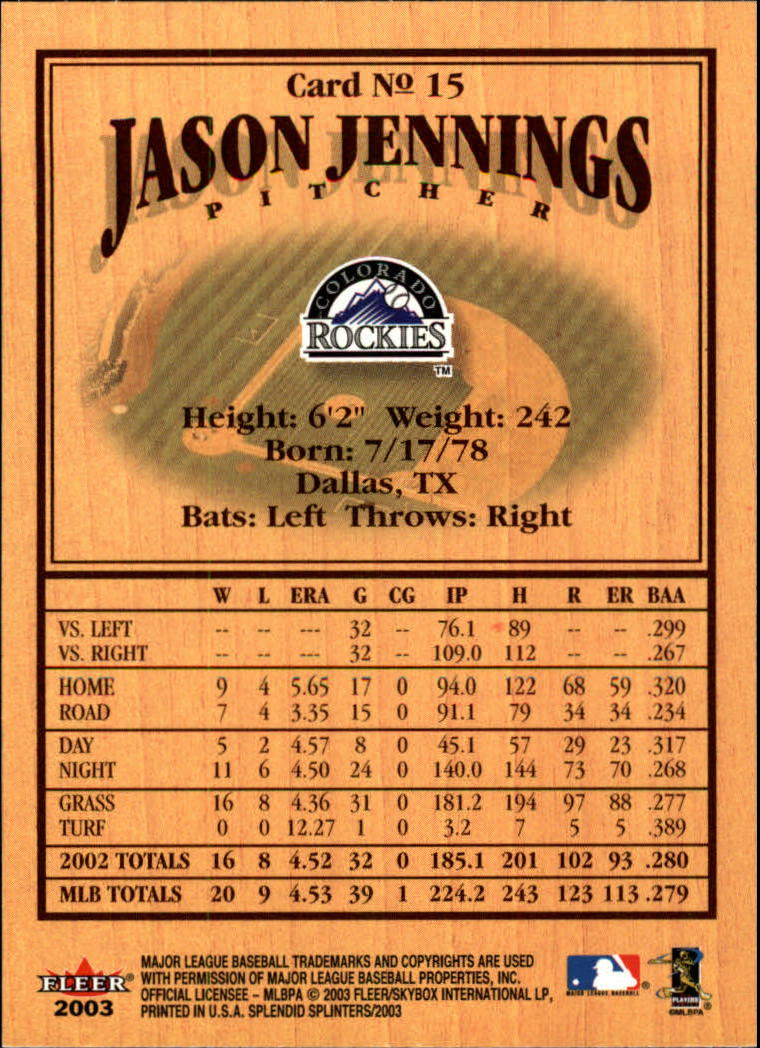 Card Nº 15
JASON JENNINGS
PITCHER
COLORADO
ROCKIES
TM
Height: 6'2" Weight: 242
Born: 7/17/78
Dallas, TX
Bats: Left Throws: Right
W L ERA G CG IP H R ER BAA
VS. LEFT -- -- --- 32 -- 76.1 89 -- -- .299
VS. RIGHT -- -- --- 32 -- 109.0 112 -- -- .267
HOME 9 4 5.65 17 0 94.0 122 68 59 .320
ROAD 7 4 3.35 15 0 91.1 79 34 34 .234
DAY 5 2 4.57 8 0 45.1 57 29 23 .317
NIGHT 11 6 4.50 24 0 140.0 144 73 70 .268
GRASS 16 8 4.36 31 0 181.2 194 97 88 .277
TURF 0 0 12.27 1 0 3.2 7 5 5 .389
2002 TOTALS 16 8 4.52 32 0 185.1 201 102 93 .280
MLB TOTALS 20 9 4.53 39 1 224.2 243 123 113 .279
FLEER®
2003
MAJOR LEAGUE BASEBALL TRADEMARKS AND COPYRIGHTS ARE USED
WITH PERMISSION OF MAJOR LEAGUE BASEBALL PROPERTIES, INC.
OFFICIAL LICENSEE – MLBPA © 2003 FLEER/SKYBOX INTERNATIONAL LP,
PRINTED IN U.S.A. SPLENDID SPLINTERS/2003
MAJOR LEAGUE BASEBALL ®
PLAYERS
©MLBPA